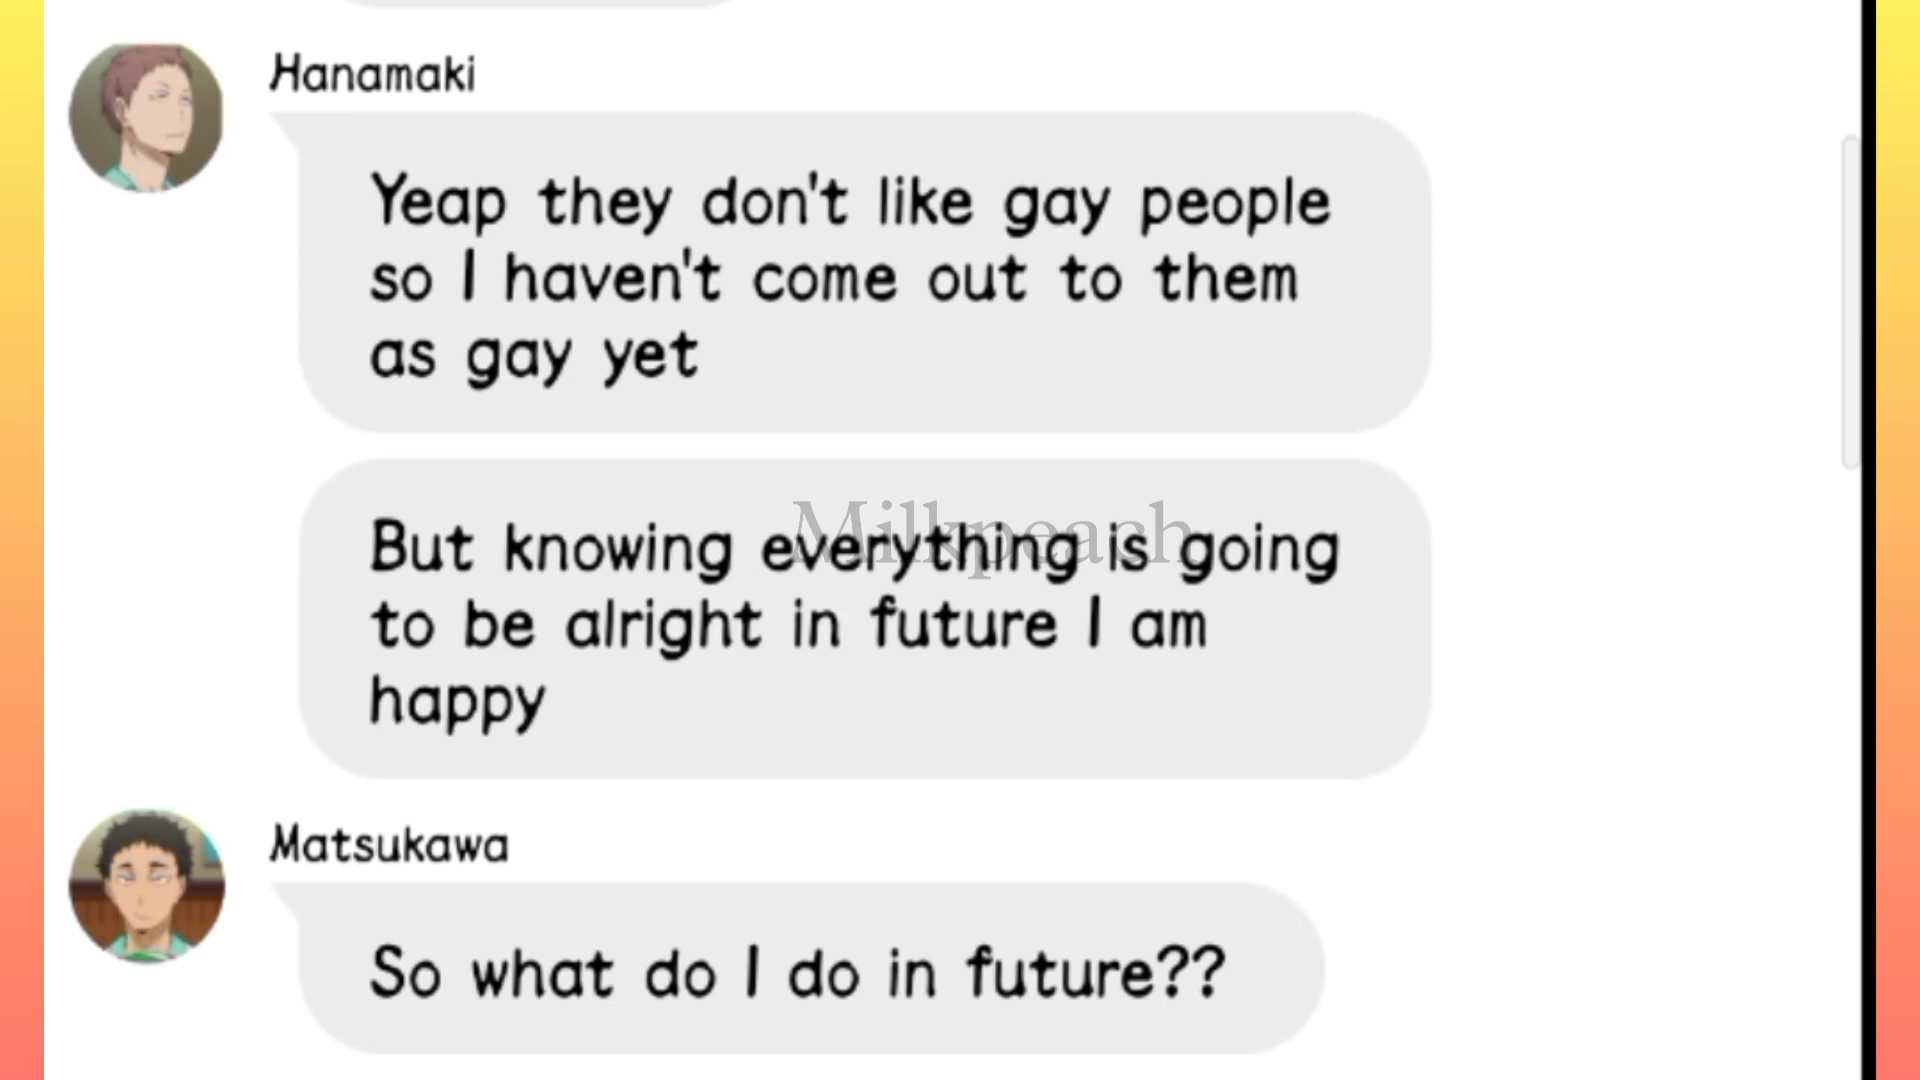 Hanamaki
Yeap they don't like gay people
so I haven't come out to them
as gay yet
Milkpeach
But knowing everything is going
to be alright in future I am
happy
Matsukawa
So what do I do in future??